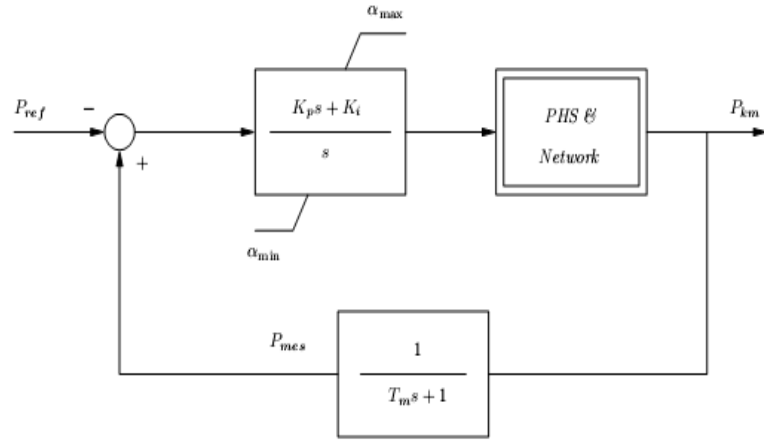 α_max
P_ref
−
K_p s + K_i
s
PHS &
Network
P_km
+
α_min
P_mes
1
T_m s + 1